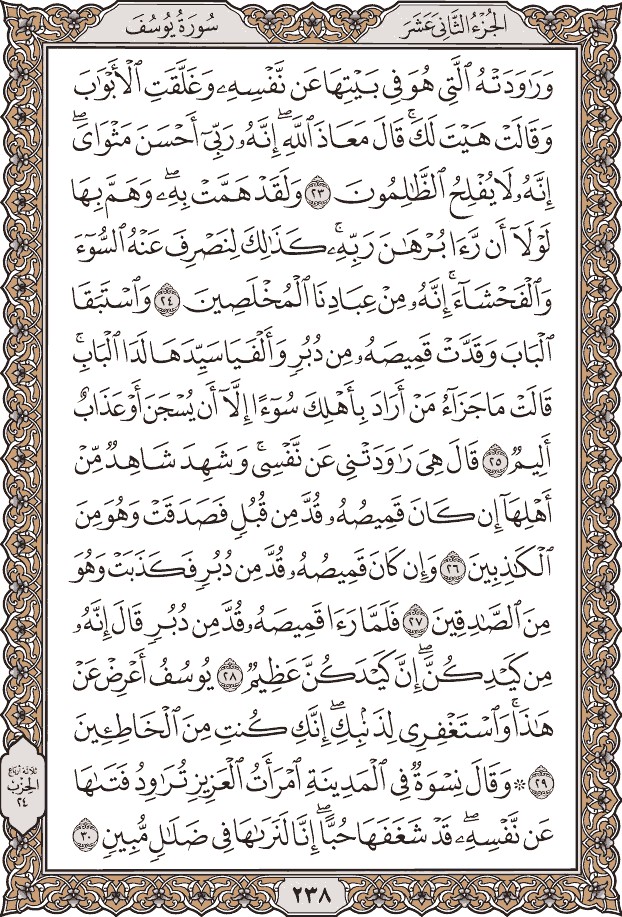 الجُزْءُ الثَّانِي عَشَرَ
سُورَةُ يُوسُفَ
وَرَٰوَدَتْهُ ٱلَّتِي هُوَ فِي بَيْتِهَا عَن نَّفْسِهِۦ وَغَلَّقَتِ ٱلْأَبْوَٰبَ
وَقَالَتْ هَيْتَ لَكَۚ قَالَ مَعَاذَ ٱللَّهِۖ إِنَّهُۥ رَبِّيٓ أَحْسَنَ مَثْوَايَۖ
إِنَّهُۥ لَا يُفْلِحُ ٱلظَّٰلِمُونَ ٢٣ وَلَقَدْ هَمَّتْ بِهِۦۖ وَهَمَّ بِهَا
لَوْلَآ أَن رَّءَا بُرْهَٰنَ رَبِّهِۦۚ كَذَٰلِكَ لِنَصْرِفَ عَنْهُ ٱلسُّوٓءَ
وَٱلْفَحْشَآءَۚ إِنَّهُۥ مِنْ عِبَادِنَا ٱلْمُخْلَصِينَ ٢٤ وَٱسْتَبَقَا
ٱلْبَابَ وَقَدَّتْ قَمِيصَهُۥ مِن دُبُرٍ وَأَلْفَيَا سَيِّدَهَا لَدَا ٱلْبَابِۚ
قَالَتْ مَا جَزَآءُ مَنْ أَرَادَ بِأَهْلِكَ سُوٓءًا إِلَّآ أَن يُسْجَنَ أَوْ عَذَابٌ
أَلِيمٌ ٢٥ قَالَ هِيَ رَٰوَدَتْنِي عَن نَّفْسِيۚ وَشَهِدَ شَاهِدٌ مِّنْ
أَهْلِهَآ إِن كَانَ قَمِيصُهُۥ قُدَّ مِن قُبُلٍ فَصَدَقَتْ وَهُوَ مِنَ
ٱلْكَٰذِبِينَ ٢٦ وَإِن كَانَ قَمِيصُهُۥ قُدَّ مِن دُبُرٍ فَكَذَبَتْ وَهُوَ
مِنَ ٱلصَّٰدِقِينَ ٢٧ فَلَمَّا رَءَا قَمِيصَهُۥ قُدَّ مِن دُبُرٍ قَالَ إِنَّهُۥ
مِن كَيْدِكُنَّۖ إِنَّ كَيْدَكُنَّ عَظِيمٌ ٢٨ يُوسُفُ أَعْرِضْ عَنْ
هَٰذَاۚ وَٱسْتَغْفِرِي لِذَنۢبِكِۖ إِنَّكِ كُنتِ مِنَ ٱلْخَاطِـِٔينَ
٢٩ ۞ وَقَالَ نِسْوَةٌ فِي ٱلْمَدِينَةِ ٱمْرَأَتُ ٱلْعَزِيزِ تُرَٰوِدُ فَتَىٰهَا
عَن نَّفْسِهِۦۖ قَدْ شَغَفَهَا حُبًّاۖ إِنَّا لَنَرَىٰهَا فِي ضَلَٰلٍ مُّبِينٍ ٣٠
ثلاثة أرباع
الحزب
٢٤
٢٣٨